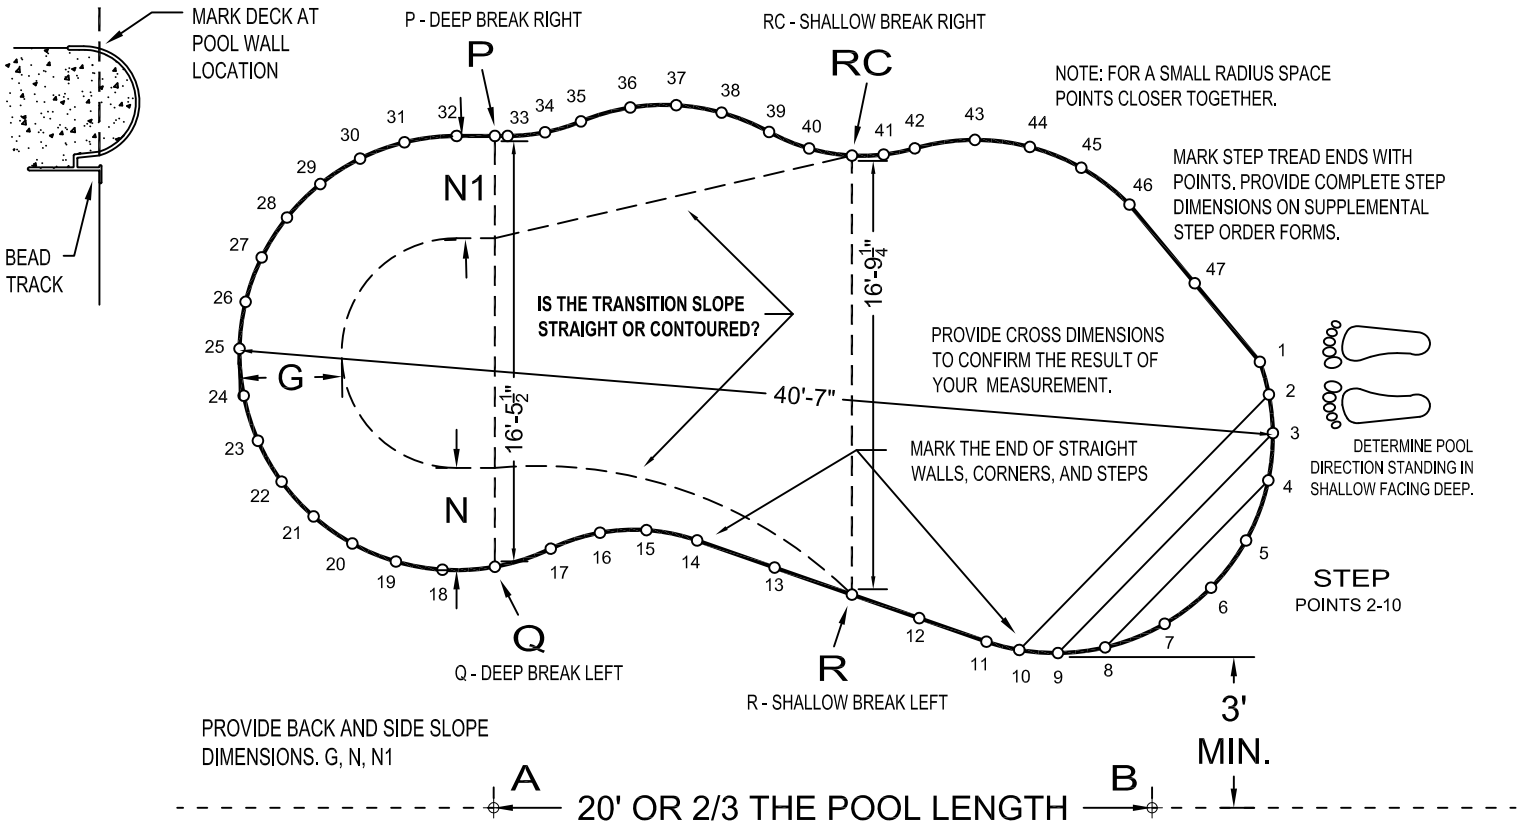 MARK DECK AT
POOL WALL
LOCATION
BEAD
TRACK
P - DEEP BREAK RIGHT
P
RC - SHALLOW BREAK RIGHT
RC
NOTE: FOR A SMALL RADIUS SPACE
POINTS CLOSER TOGETHER.
MARK STEP TREAD ENDS WITH
POINTS. PROVIDE COMPLETE STEP
DIMENSIONS ON SUPPLEMENTAL
STEP ORDER FORMS.
31
32
33
34
35
36
37
38
39
40
41
42
43
44
45
46
47
30
29
28
27
26
25
24
23
22
21
20
19
18
N1
G
N
IS THE TRANSITION SLOPE
STRAIGHT OR CONTOURED?
16'-5 1/2"
16'-9 1/4"
40'-7"
PROVIDE CROSS DIMENSIONS
TO CONFIRM THE RESULT OF
YOUR MEASUREMENT.
MARK THE END OF STRAIGHT
WALLS, CORNERS, AND STEPS
1
2
3
4
5
6
7
8
9
10
11
12
13
14
15
16
17
DETERMINE POOL
DIRECTION STANDING IN
SHALLOW FACING DEEP.
STEP
POINTS 2-10
Q
Q - DEEP BREAK LEFT
R
R - SHALLOW BREAK LEFT
3'
MIN.
PROVIDE BACK AND SIDE SLOPE
DIMENSIONS. G, N, N1
A
B
20' OR 2/3 THE POOL LENGTH